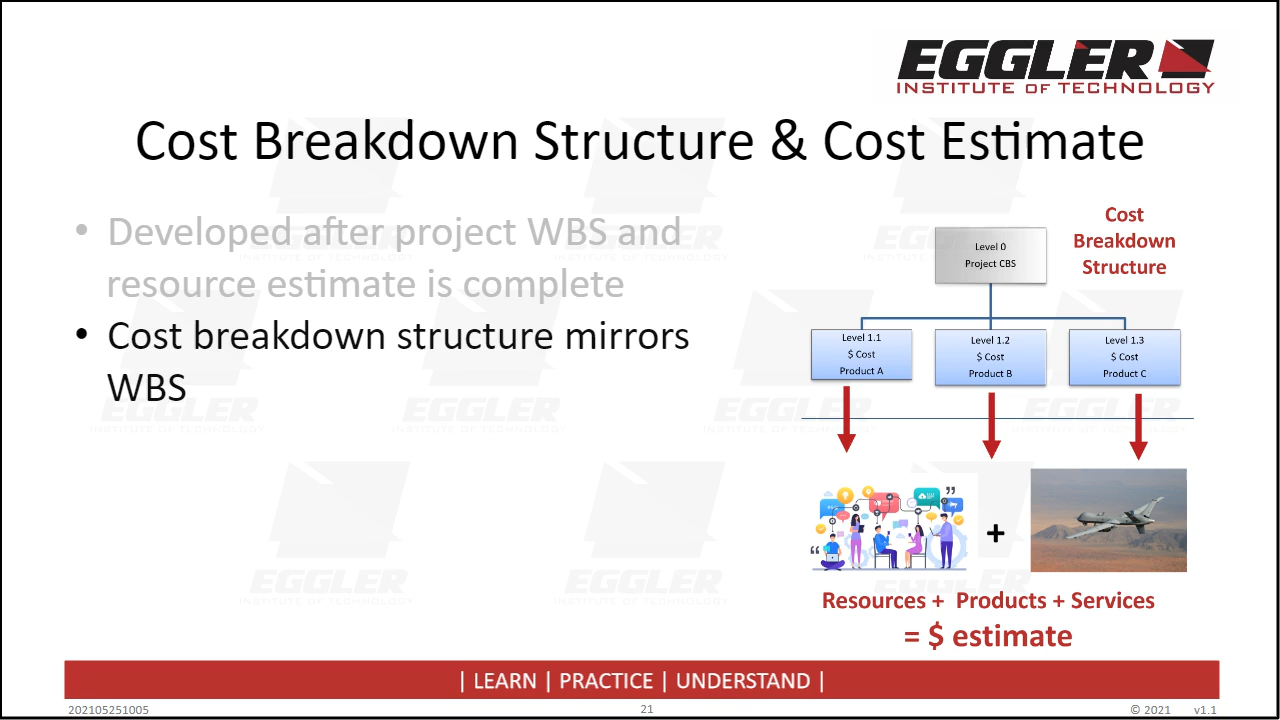 EGGLER
INSTITUTE OF TECHNOLOGY
Cost Breakdown Structure & Cost Estimate
• Developed after project WBS and
resource estimate is complete
• Cost breakdown structure mirrors
WBS
Cost
Breakdown
Structure
Level 0
Project CBS
Level 1.1
$ Cost
Product A
Level 1.2
$ Cost
Product B
Level 1.3
$ Cost
Product C
+
Resources + Products + Services
= $ estimate
| LEARN | PRACTICE | UNDERSTAND |
202105251005
21
© 2021 v1.1